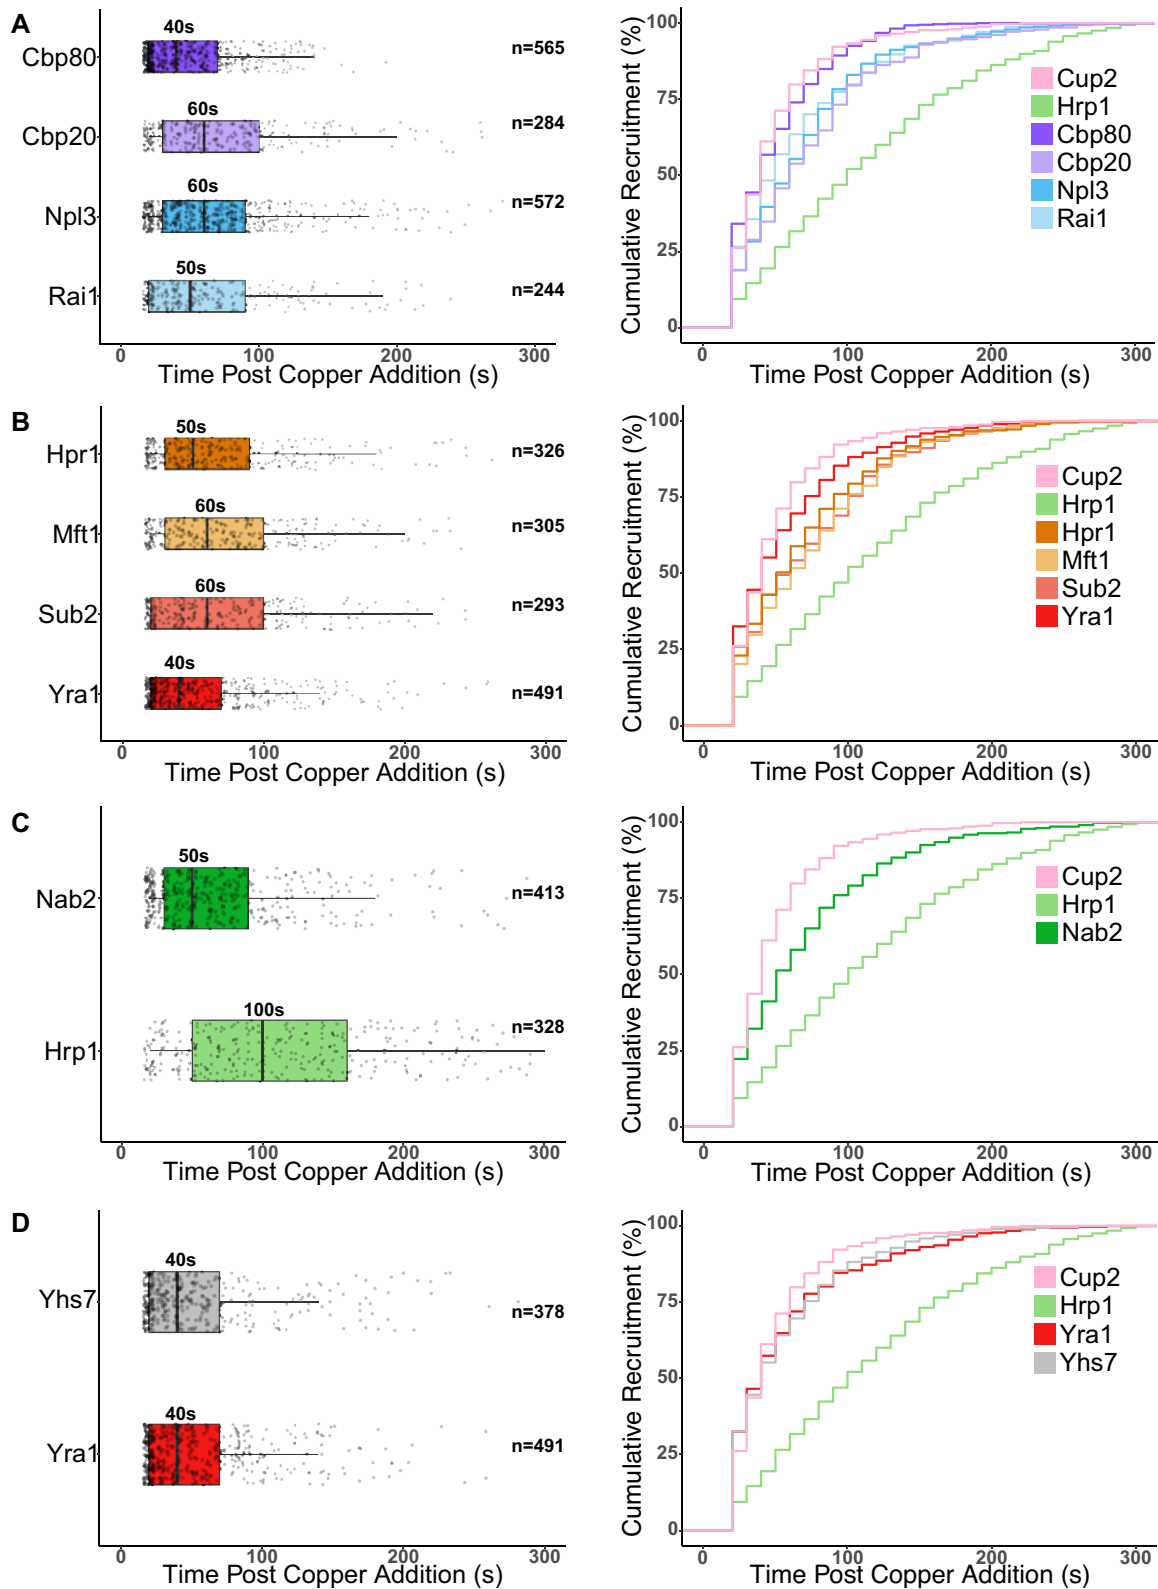 A
40s
Cbp80
n=565
60s
Cbp20
n=284
60s
Npl3
n=572
50s
Rai1
n=244
0 100 200 300
Time Post Copper Addition (s)
Cumulative Recruitment (%)
100
75
50
25
0
Cup2
Hrp1
Cbp80
Cbp20
Npl3
Rai1
0 100 200 300
Time Post Copper Addition (s)
B
50s
Hpr1
n=326
60s
Mft1
n=305
60s
Sub2
n=293
40s
Yra1
n=491
0 100 200 300
Time Post Copper Addition (s)
Cumulative Recruitment (%)
100
75
50
25
0
Cup2
Hrp1
Hpr1
Mft1
Sub2
Yra1
0 100 200 300
Time Post Copper Addition (s)
C
50s
Nab2
n=413
100s
Hrp1
n=328
0 100 200 300
Time Post Copper Addition (s)
Cumulative Recruitment (%)
100
75
50
25
0
Cup2
Hrp1
Nab2
0 100 200 300
Time Post Copper Addition (s)
D
40s
Yhs7
n=378
40s
Yra1
n=491
0 100 200 300
Time Post Copper Addition (s)
Cumulative Recruitment (%)
100
75
50
25
0
Cup2
Hrp1
Yra1
Yhs7
0 100 200 300
Time Post Copper Addition (s)